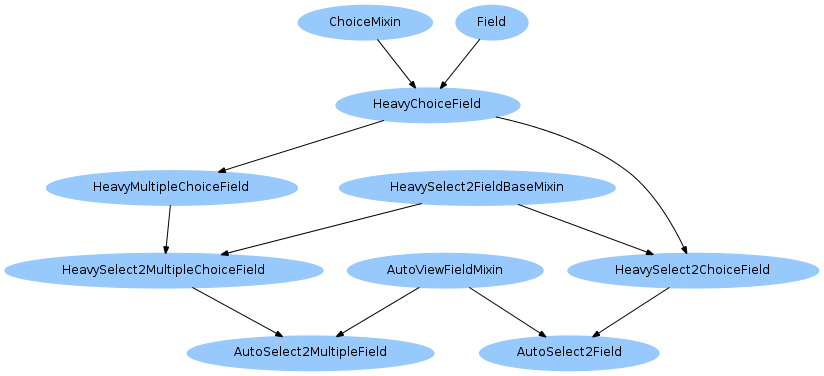 ChoiceMixin
Field
HeavyChoiceField
HeavyMultipleChoiceField
HeavySelect2FieldBaseMixin
HeavySelect2MultipleChoiceField
AutoViewFieldMixin
HeavySelect2ChoiceField
AutoSelect2MultipleField
AutoSelect2Field